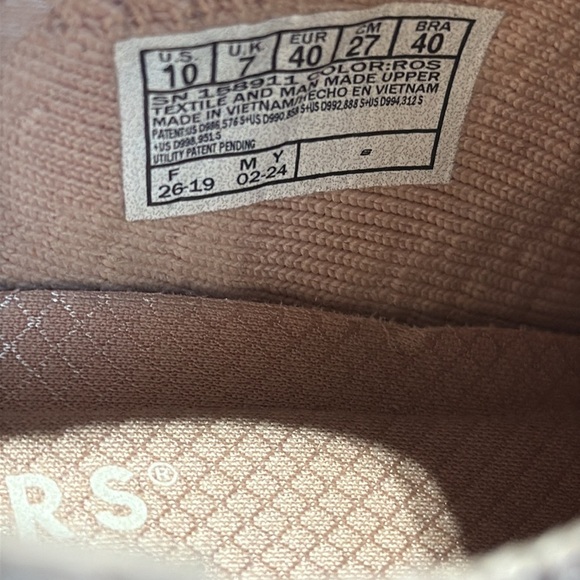 U.S. U.K EUR CM BRA
10 7 40 27 40
SN 158911 COLOR:ROS
TEXTILE AND MAN MADE UPPER
MADE IN VIETNAM/HECHO EN VIETNAM
PATENT:US D986,576 S+US D990,858 S+US D992,888 S+US D994,312 S
+US D998,951 S
UTILITY PATENT PENDING
F M Y
26-19 02-24
RS®